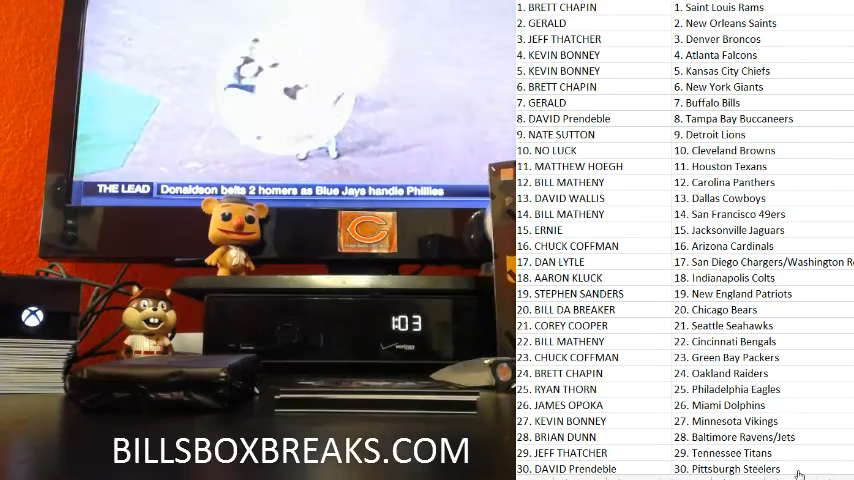 THE LEAD Donaldson belts 2 homers as Blue Jays handle Phillies
1:03
verizon
BILLSBOXBREAKS.COM
1. BRETT CHAPIN 1. Saint Louis Rams
2. GERALD 2. New Orleans Saints
3. JEFF THATCHER 3. Denver Broncos
4. KEVIN BONNEY 4. Atlanta Falcons
5. KEVIN BONNEY 5. Kansas City Chiefs
6. BRETT CHAPIN 6. New York Giants
7. GERALD 7. Buffalo Bills
8. DAVID Prendeble 8. Tampa Bay Buccaneers
9. NATE SUTTON 9. Detroit Lions
10. NO LUCK 10. Cleveland Browns
11. MATTHEW HOEGH 11. Houston Texans
12. BILL MATHENY 12. Carolina Panthers
13. DAVID WALLIS 13. Dallas Cowboys
14. BILL MATHENY 14. San Francisco 49ers
15. ERNIE 15. Jacksonville Jaguars
16. CHUCK COFFMAN 16. Arizona Cardinals
17. DAN LYTLE 17. San Diego Chargers/Washington
18. AARON KLUCK 18. Indianapolis Colts
19. STEPHEN SANDERS 19. New England Patriots
20. BILL DA BREAKER 20. Chicago Bears
21. COREY COOPER 21. Seattle Seahawks
22. BILL MATHENY 22. Cincinnati Bengals
23. CHUCK COFFMAN 23. Green Bay Packers
24. BRETT CHAPIN 24. Oakland Raiders
25. RYAN THORN 25. Philadelphia Eagles
26. JAMES OPOKA 26. Miami Dolphins
27. KEVIN BONNEY 27. Minnesota Vikings
28. BRIAN DUNN 28. Baltimore Ravens/Jets
29. JEFF THATCHER 29. Tennessee Titans
30. DAVID Prendeble 30. Pittsburgh Steelers